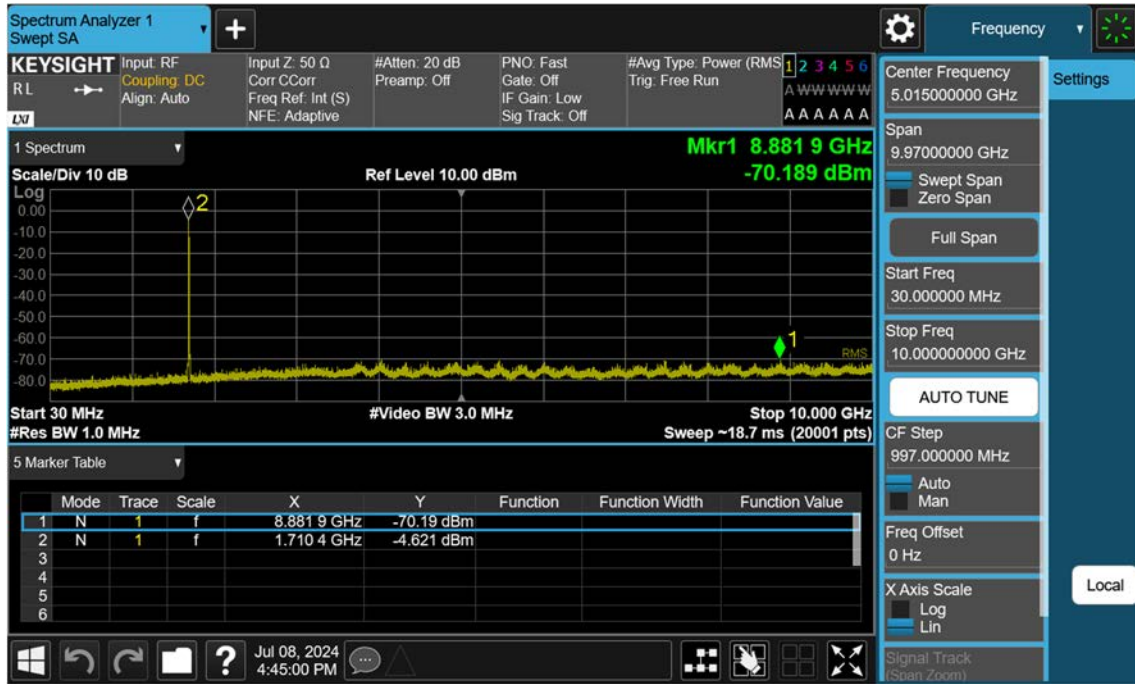 Spectrum Analyzer 1
Swept SA
+
Frequency
KEYSIGHT
R L
LXI
Input: RF
Coupling: DC
Align: Auto
Input Z: 50 Ω
Corr CCorr
Freq Ref: Int (S)
NFE: Adaptive
#Atten: 20 dB
Preamp: Off
PNO: Fast
Gate: Off
IF Gain: Low
Sig Track: Off
#Avg Type: Power (RMS
Trig: Free Run
1 2 3 4 5 6
A W W W W W
A A A A A A
Center Frequency
5.015000000 GHz
Settings
Span
9.97000000 GHz
Swept Span
Zero Span
Full Span
Start Freq
30.000000 MHz
Stop Freq
10.000000000 GHz
AUTO TUNE
CF Step
997.000000 MHz
Auto
Man
Freq Offset
0 Hz
X Axis Scale
Log
Lin
Local
Signal Track
(Span Zoom)
1 Spectrum
Mkr1 8.881 9 GHz
-70.189 dBm
Scale/Div 10 dB
Ref Level 10.00 dBm
Log
0.00
-10.0
-20.0
-30.0
-40.0
-50.0
-60.0
-70.0
-80.0
2
1
RMS
Start 30 MHz
#Video BW 3.0 MHz
Stop 10.000 GHz
#Res BW 1.0 MHz
Sweep ~18.7 ms (20001 pts)
5 Marker Table
Mode Trace Scale X Y Function Function Width Function Value
1 N 1 f 8.881 9 GHz -70.19 dBm
2 N 1 f 1.710 4 GHz -4.621 dBm
3
4
5
6
?
Jul 08, 2024
4:45:00 PM